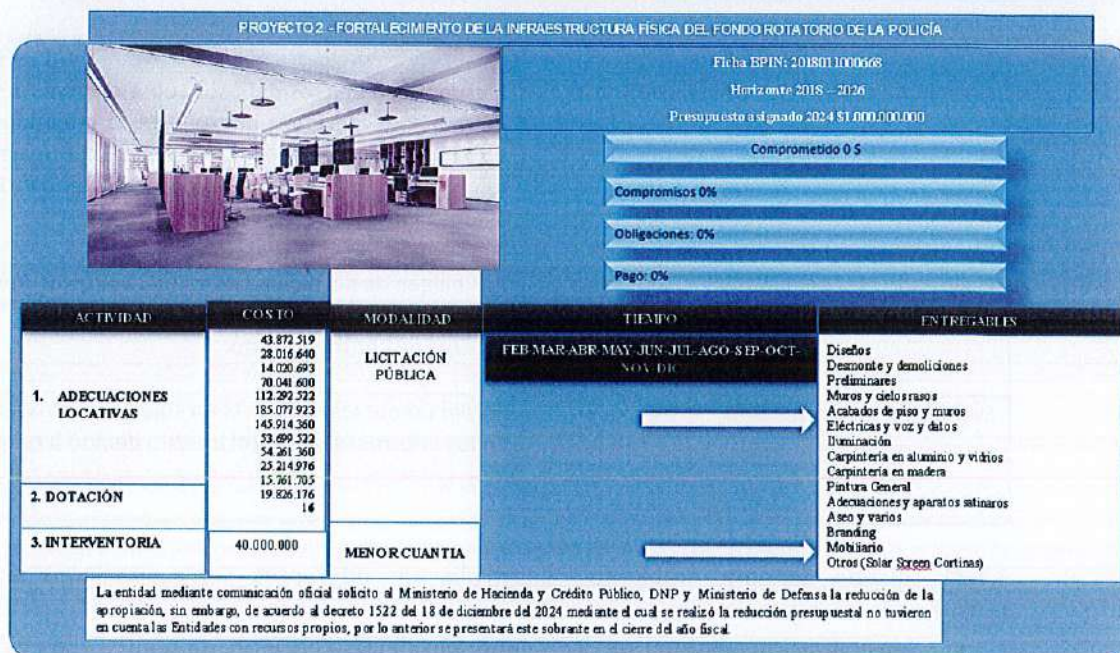 PROYECTO 2 - FORTALECIMIENTO DE LA INFRAESTRUCTURA FÍSICA DEL FONDO ROTATORIO DE LA POLICÍA
Ficha BPIN: 2018011000668
Horizonte 2018 – 2026
Presupuesto asignado 2024 $1.000.000.000
Comprometido 0 $
Compromisos 0%
Obligaciones: 0%
Pago: 0%
ACTIVIDAD
COSTO
MODALIDAD
TIEMPO
ENTREGABLES
1. ADECUACIONES
LOCATIVAS
2. DOTACIÓN
3. INTERVENTORIA
43.872.519
28.016.640
14.020.693
70.041.600
112.292.522
185.077.923
145.914.360
53.699.522
54.261.360
25.214.976
15.761.705
19.826.176
16
40.000.000
LICITACIÓN
PÚBLICA
MENOR CUANTIA
FEB-MAR-ABR-MAY-JUN-JUL-AGO-SEP-OCT-
NOV-DIC
Diseños
Desmonte y demoliciones
Preliminares
Muros y cielos rasos
Acabados de piso y muros
Eléctricas y voz y datos
Iluminación
Carpintería en aluminio y vidrios
Carpintería en madera
Pintura General
Adecuaciones y aparatos satinaros
Aseo y varios
Branding
Mobiliario
Otros (Solar Screen Cortinas)
La entidad mediante comunicación oficial solicito al Ministerio de Hacienda y Crédito Público, DNP y Ministerio de Defensa la reducción de la
apropiación, sin embargo, de acuerdo al decreto 1522 del 18 de diciembre del 2024 mediante el cual se realizó la reducción presupuestal no tuvieron
en cuenta las Entidades con recursos propios, por lo anterior se presentará este sobrante en el cierre del año fiscal.